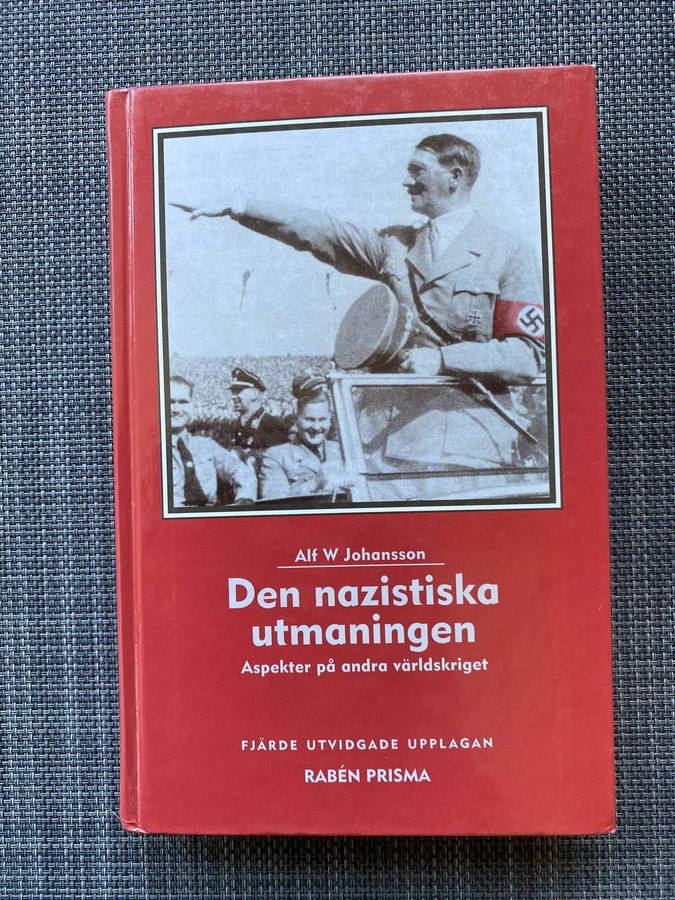 Alf W Johansson
Den nazistiska
utmaningen
Aspekter på andra världskriget
FJÄRDE UTVIDGADE UPPLAGAN
RABÉN PRISMA